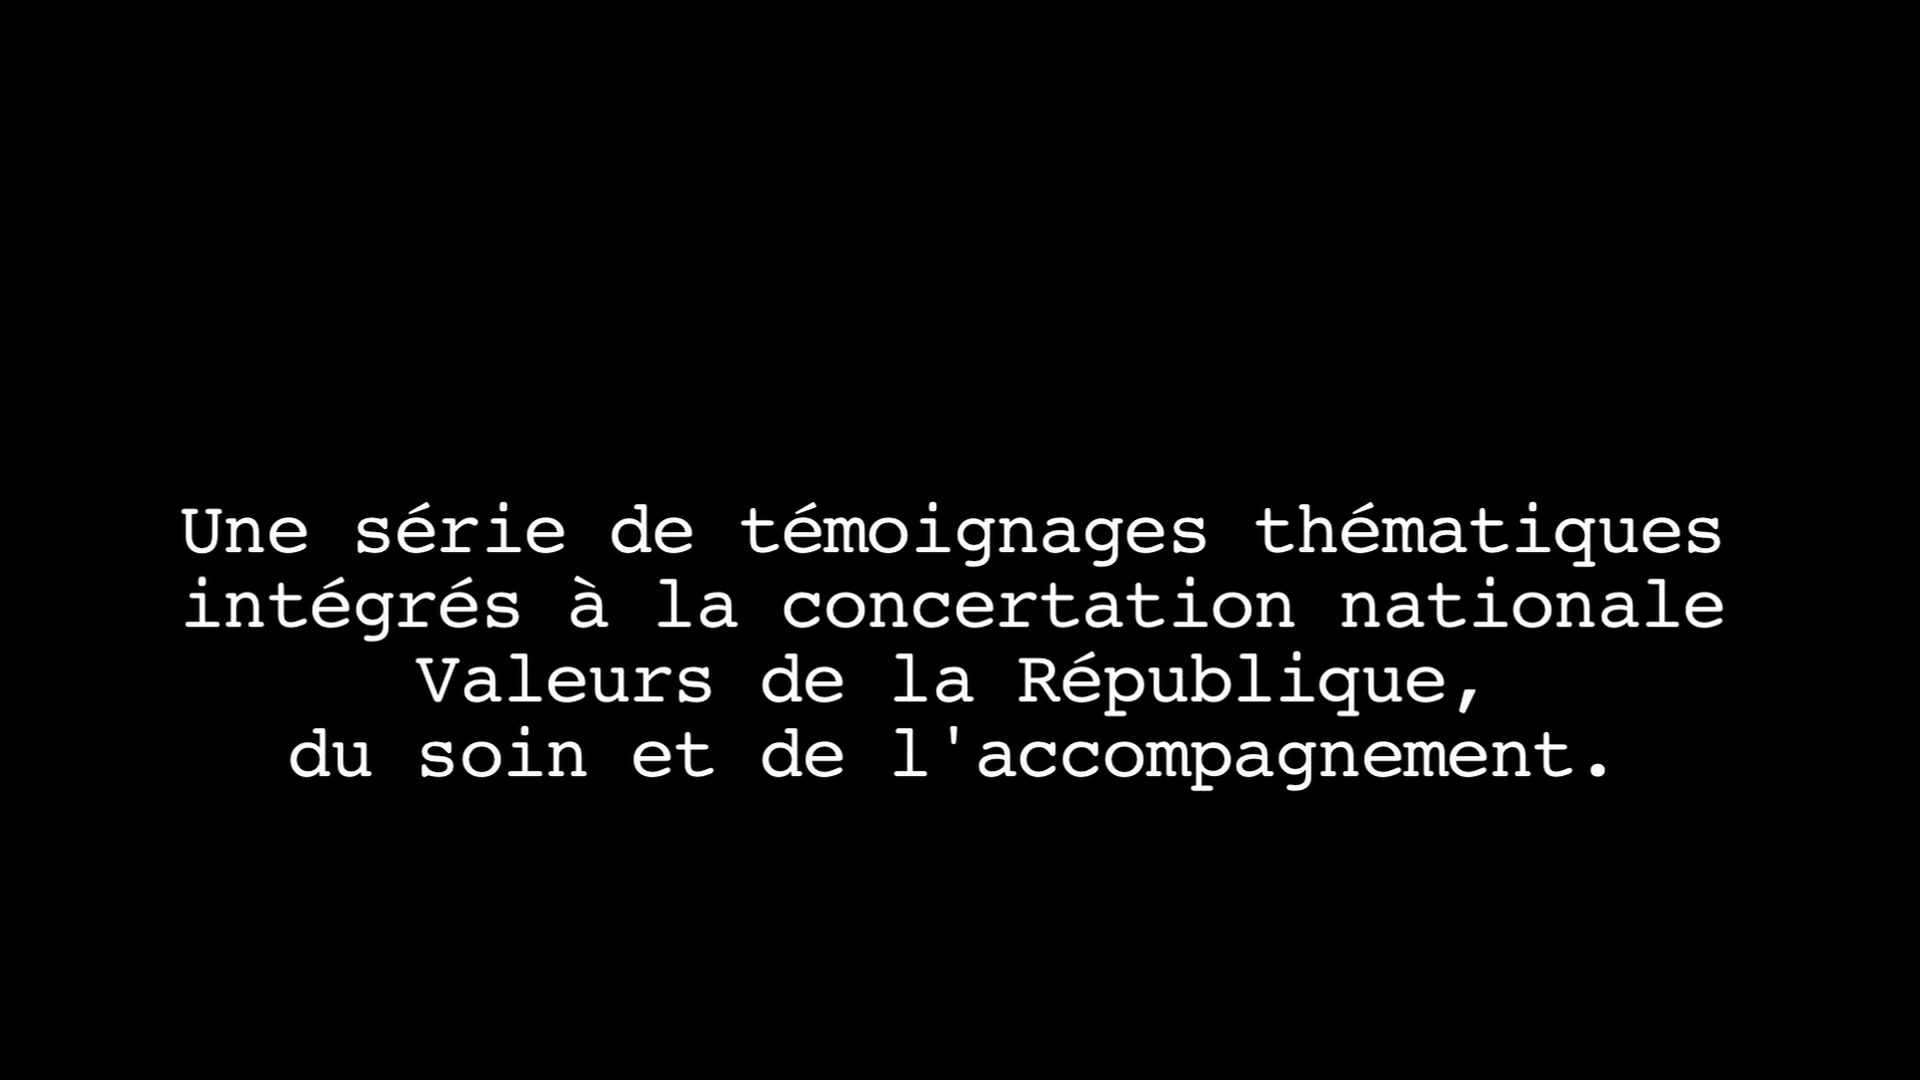 Une série de témoignages thématiques
intégrés à la concertation nationale
Valeurs de la République,
du soin et de l'accompagnement.